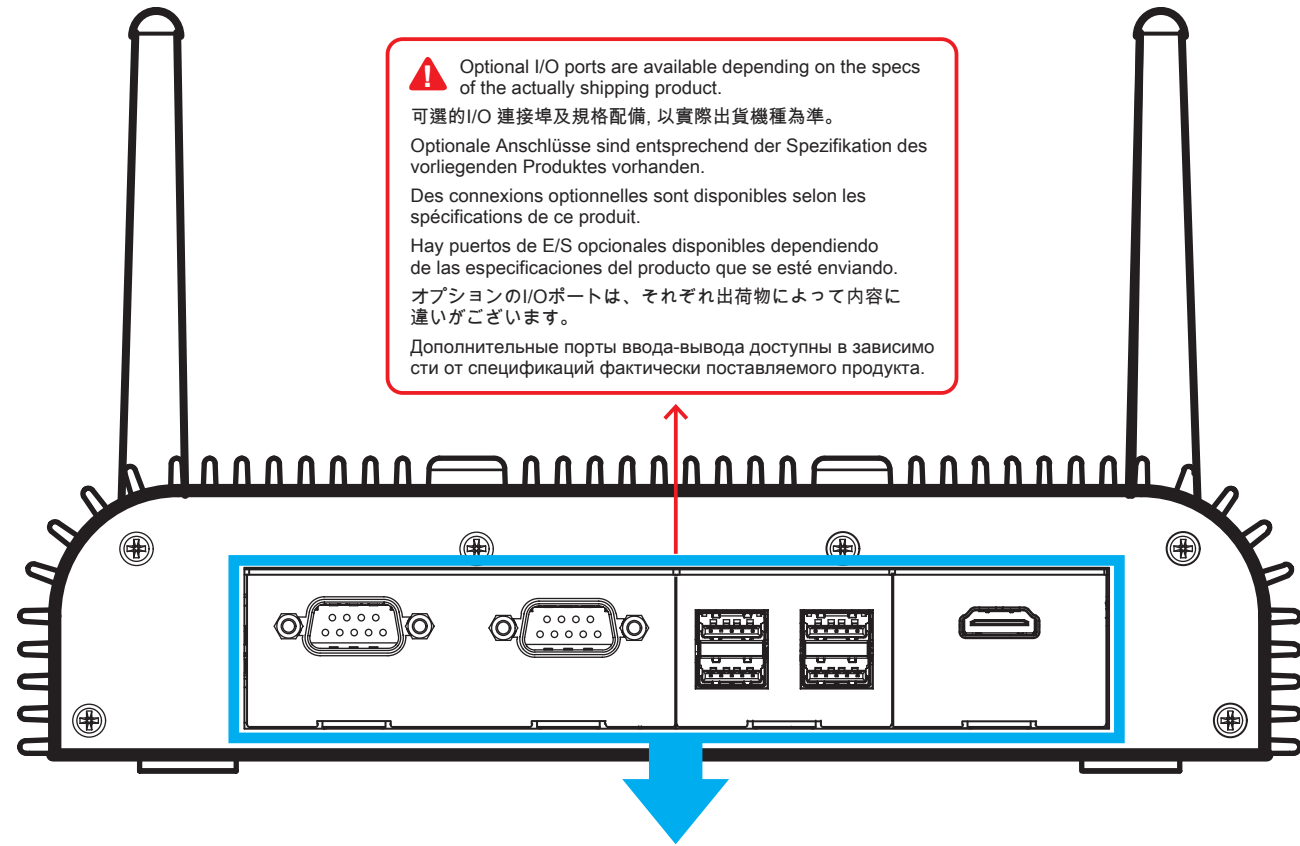 Optional I/O ports are available depending on the specs
of the actually shipping product.
可選的I/O 連接埠及規格配備, 以實際出貨機種為準。
Optionale Anschlüsse sind entsprechend der Spezifikation des
vorliegenden Produktes vorhanden.
Des connexions optionnelles sont disponibles selon les
spécifications de ce produit.
Hay puertos de E/S opcionales disponibles dependiendo
de las especificaciones del producto que se esté enviando.
オプションのI/Oポートは、それぞれ出荷物によって内容に
違いがございます。
Дополнительные порты ввода-вывода доступны в зависимо
сти от спецификаций фактически поставляемого продукта.